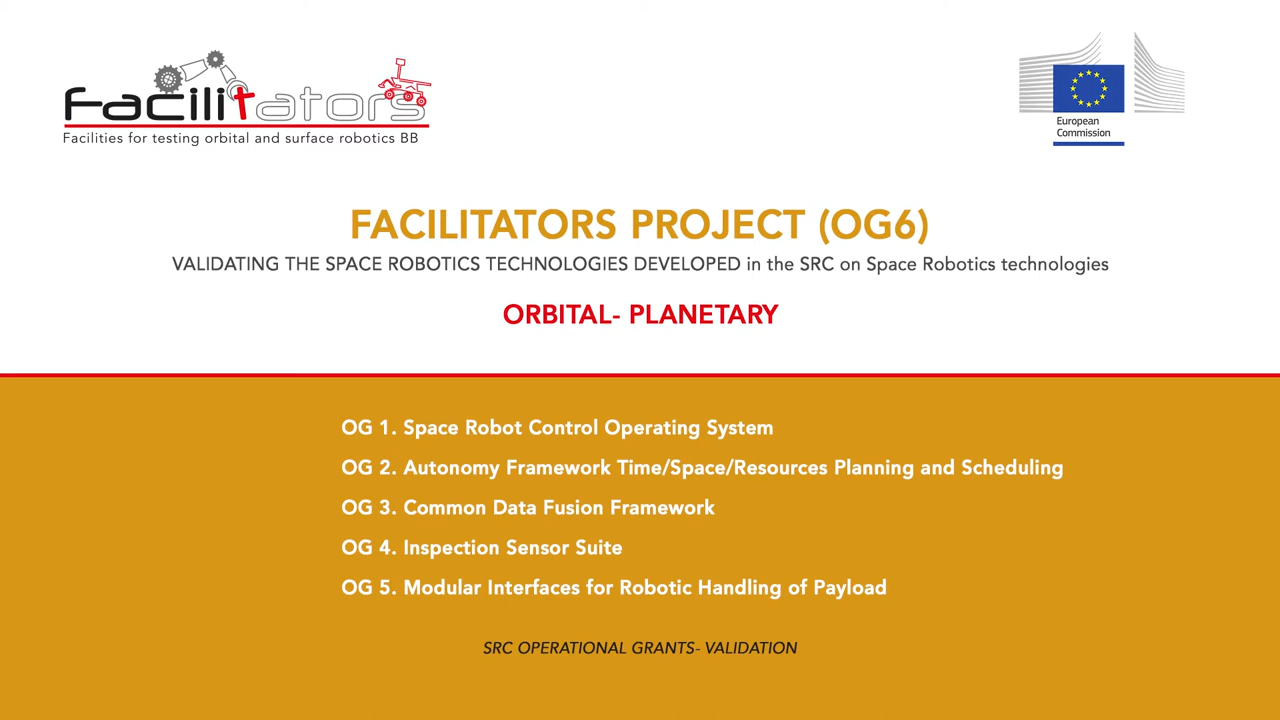 Facilitators
Facilities for testing orbital and surface robotics BB
European
Commission
FACILITATORS PROJECT (OG6)
VALIDATING THE SPACE ROBOTICS TECHNOLOGIES DEVELOPED in the SRC on Space Robotics technologies
ORBITAL- PLANETARY
OG 1. Space Robot Control Operating System
OG 2. Autonomy Framework Time/Space/Resources Planning and Scheduling
OG 3. Common Data Fusion Framework
OG 4. Inspection Sensor Suite
OG 5. Modular Interfaces for Robotic Handling of Payload
SRC OPERATIONAL GRANTS- VALIDATION